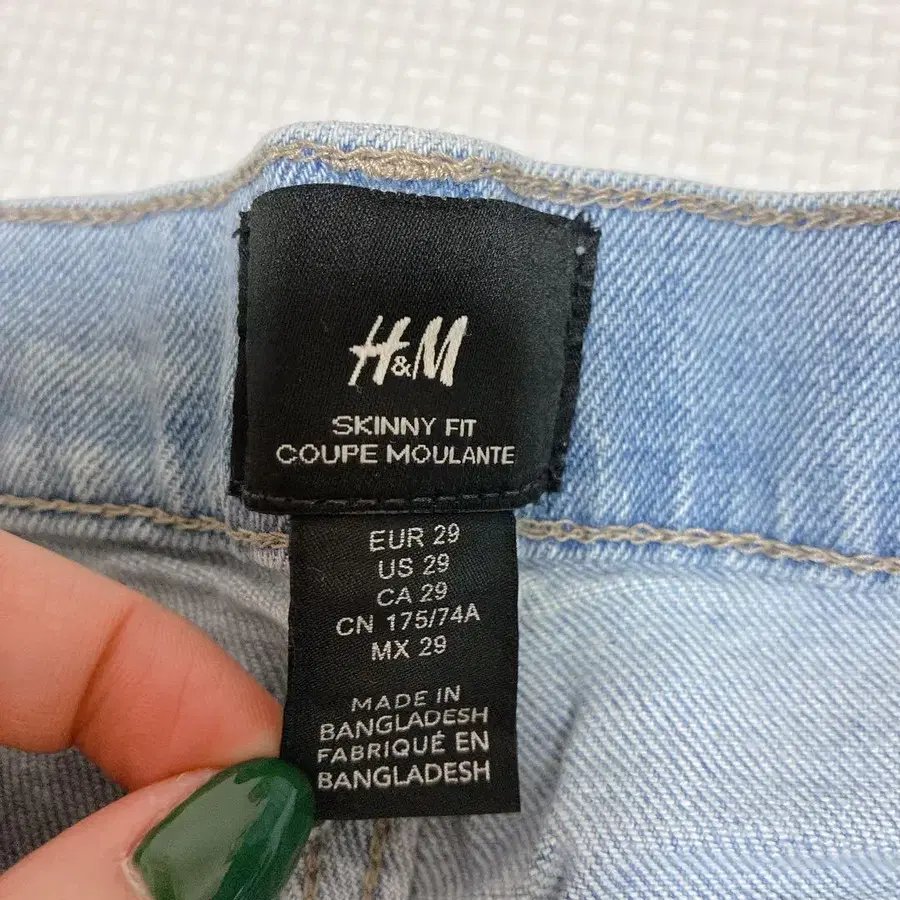 H&M
SKINNY FIT
COUPE MOULANTE
EUR 29
US 29
CA 29
CN 175/74A
MX 29
MADE IN
BANGLADESH
FABRIQUÉ EN
BANGLADESH